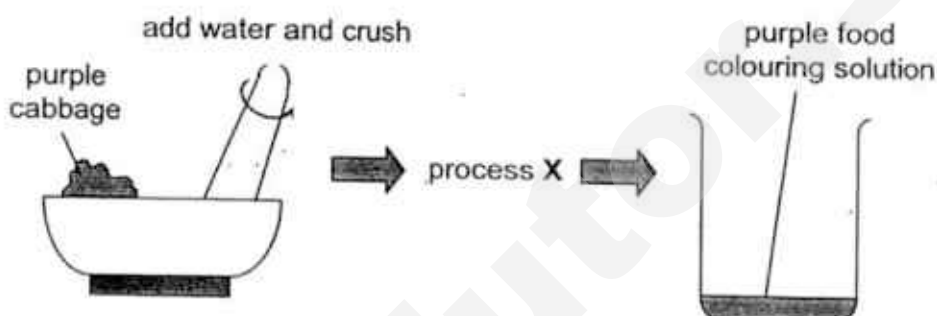 add water and crush
purple
cabbage
process X
purple food
colouring solution